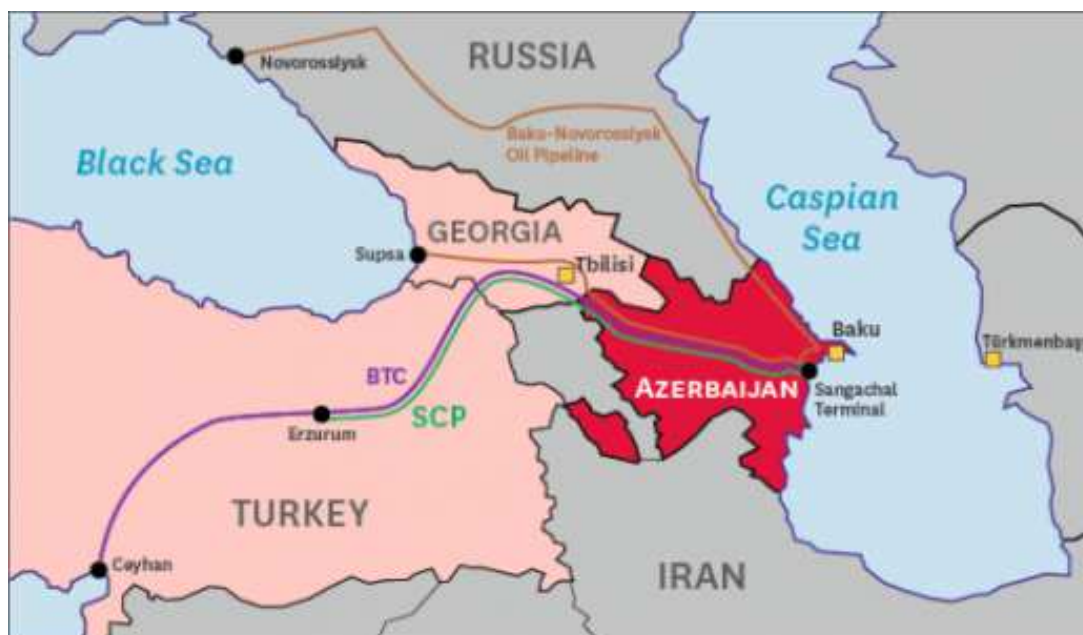 RUSSIA
Novorossiysk
Baku-Novorossiysk
Oil Pipeline
Black Sea
Caspian
Sea
GEORGIA
Supsa
Tbilisi
Baku
Türkmenbaşy
BTC
AZERBAIJAN
Sangachal
Terminal
SCP
Erzurum
TURKEY
Ceyhan
IRAN